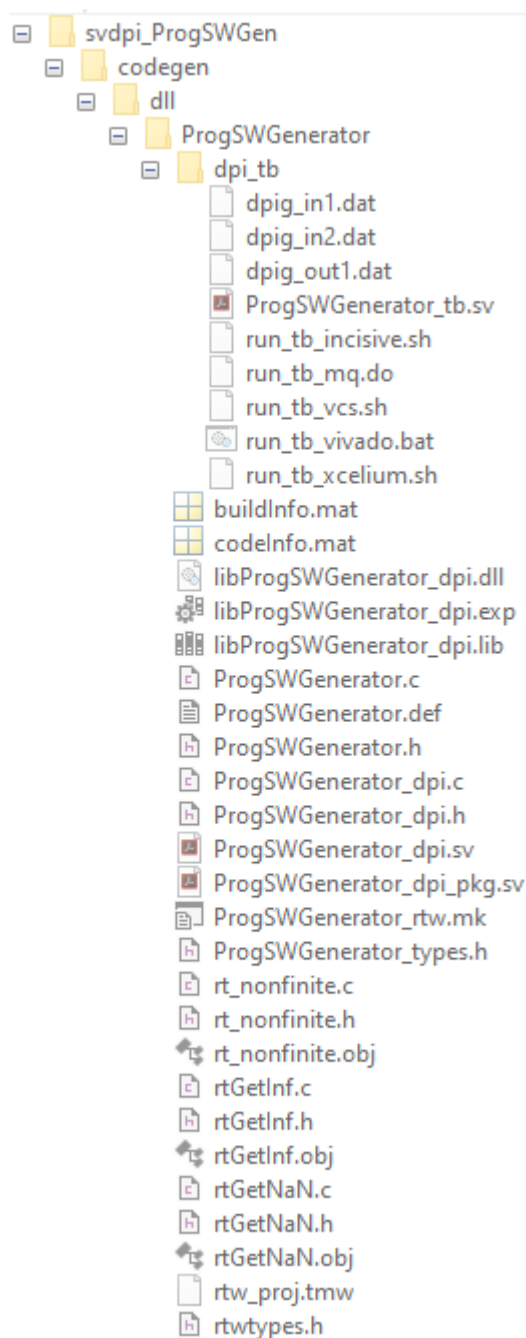 svdpi_ProgSWGen
codegen
dll
ProgSWGenerator
dpi_tb
dpig_in1.dat
dpig_in2.dat
dpig_out1.dat
ProgSWGenerator_tb.sv
run_tb_incisive.sh
run_tb_mq.do
run_tb_vcs.sh
run_tb_vivado.bat
run_tb_xcelium.sh
buildInfo.mat
codeInfo.mat
libProgSWGenerator_dpi.dll
libProgSWGenerator_dpi.exp
libProgSWGenerator_dpi.lib
ProgSWGenerator.c
ProgSWGenerator.def
ProgSWGenerator.h
ProgSWGenerator_dpi.c
ProgSWGenerator_dpi.h
ProgSWGenerator_dpi.sv
ProgSWGenerator_dpi_pkg.sv
ProgSWGenerator_rtw.mk
ProgSWGenerator_types.h
rt_nonfinite.c
rt_nonfinite.h
rt_nonfinite.obj
rtGetInf.c
rtGetInf.h
rtGetInf.obj
rtGetNaN.c
rtGetNaN.h
rtGetNaN.obj
rtw_proj.tmw
rtwtypes.h